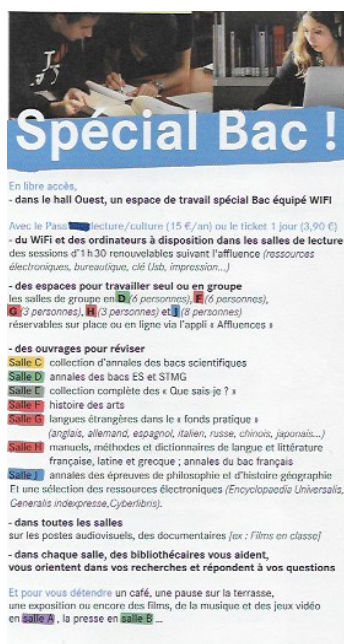 Spécial Bac !
En libre accès,
- dans le hall Ouest, un espace de travail spécial Bac équipé WIFI
Avec le Pass lecture/culture (15 €/an) ou le ticket 1 jour (3,90 €)
- du WiFi et des ordinateurs à disposition dans les salles de lecture
des sessions d'1h30 renouvelables suivant l'affluence (ressources
électroniques, bureautique, clé Usb, impression...)
- des espaces pour travailler seul ou en groupe
les salles de groupe en D (6 personnes), F (6 personnes),
G (3 personnes), H (3 personnes) et J (8 personnes)
réservables sur place ou en ligne via l'appli « Affluences »
- des ouvrages pour réviser
Salle C collection d'annales des bacs scientifiques
Salle D annales des bacs ES et STMG
Salle E collection complète des « Que sais-je ? »
Salle F histoire des arts
Salle G langues étrangères dans le « fonds pratique »
(anglais, allemand, espagnol, italien, russe, chinois, japonais...)
Salle H manuels, méthodes et dictionnaires de langue et littérature
française, latine et grecque ; annales du bac français
Salle J annales des épreuves de philosophie et d'histoire géographie
Et une sélection des ressources électroniques (Encyclopaedia Universalis,
Generalis indexpresse, Cyberlibris).
- dans toutes les salles
sur les postes audiovisuels, des documentaires [ex : Films en classe]
- dans chaque salle, des bibliothécaires vous aident,
vous orientent dans vos recherches et répondent à vos questions
Et pour vous détendre un café, une pause sur la terrasse,
une exposition ou encore des films, de la musique et des jeux vidéo
en salle A, la presse en salle B ...